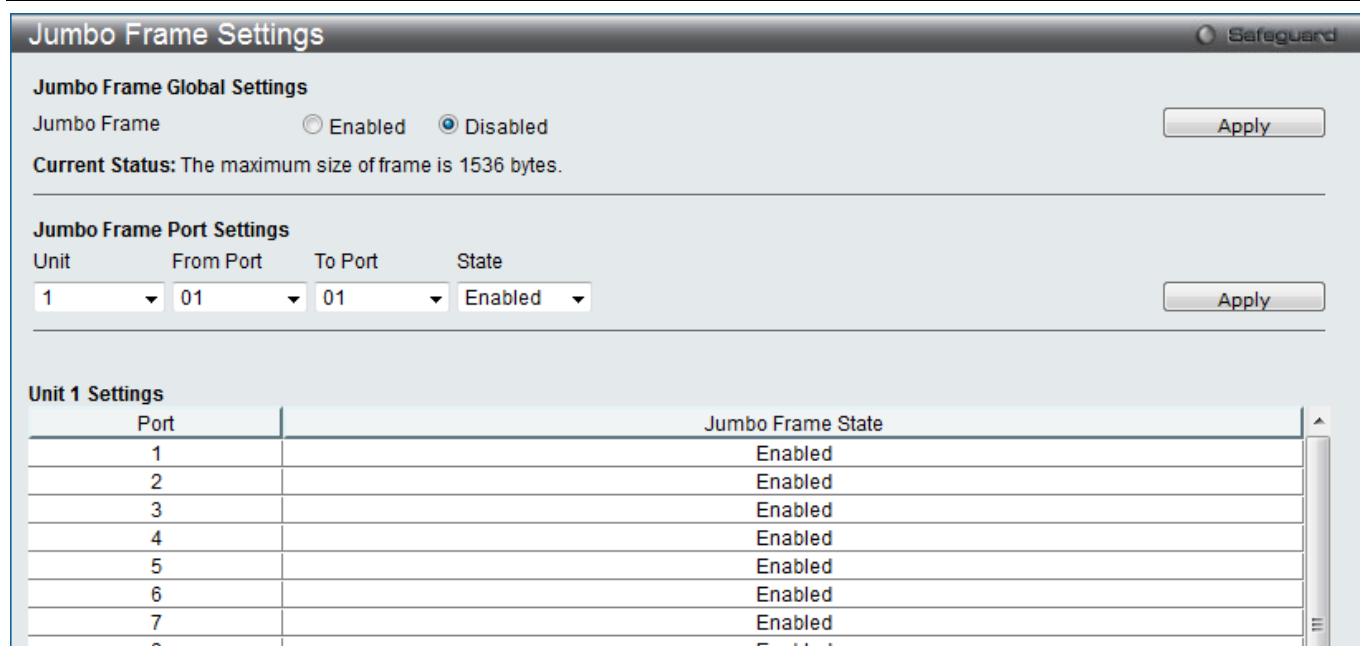 Jumbo Frame Settings
Safeguard
Jumbo Frame Global Settings
Jumbo Frame Enabled Disabled Apply
Current Status: The maximum size of frame is 1536 bytes.
Jumbo Frame Port Settings
Unit From Port To Port State
1 01 01 Enabled Apply
Unit 1 Settings
Port Jumbo Frame State
1 Enabled
2 Enabled
3 Enabled
4 Enabled
5 Enabled
6 Enabled
7 Enabled